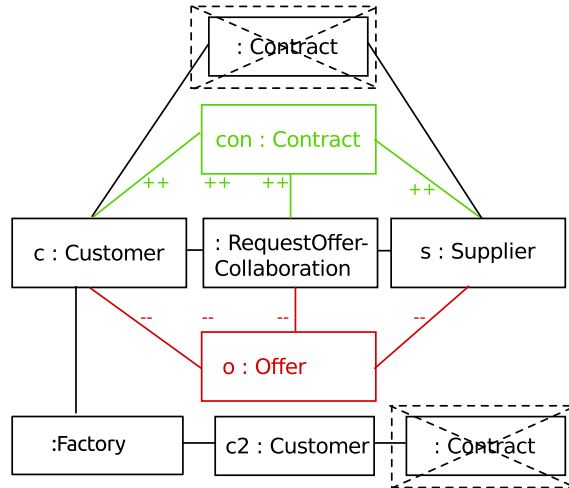 : Contract
con : Contract
++ ++ ++ ++
c : Customer
: RequestOffer-
Collaboration
s : Supplier
-- -- -- --
o : Offer
:Factory
c2 : Customer
: Contract